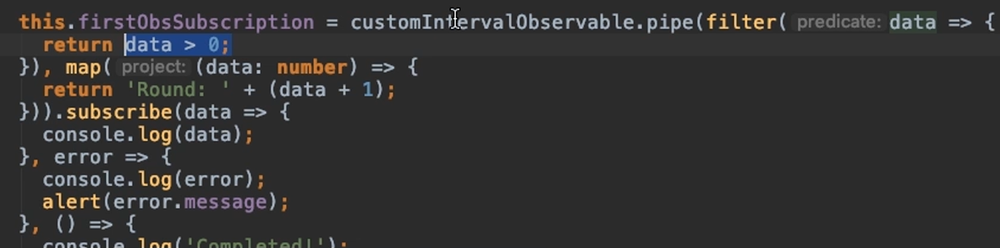 this.firstObsSubscription = customIntervalObservable.pipe(filter( predicate: data => {
  return data > 0;
}), map( project: (data: number) => {
  return 'Round: ' + (data + 1);
})).subscribe(data => {
  console.log(data);
}, error => {
  console.log(error);
  alert(error.message);
}, () => {
  console.log('Completed!');